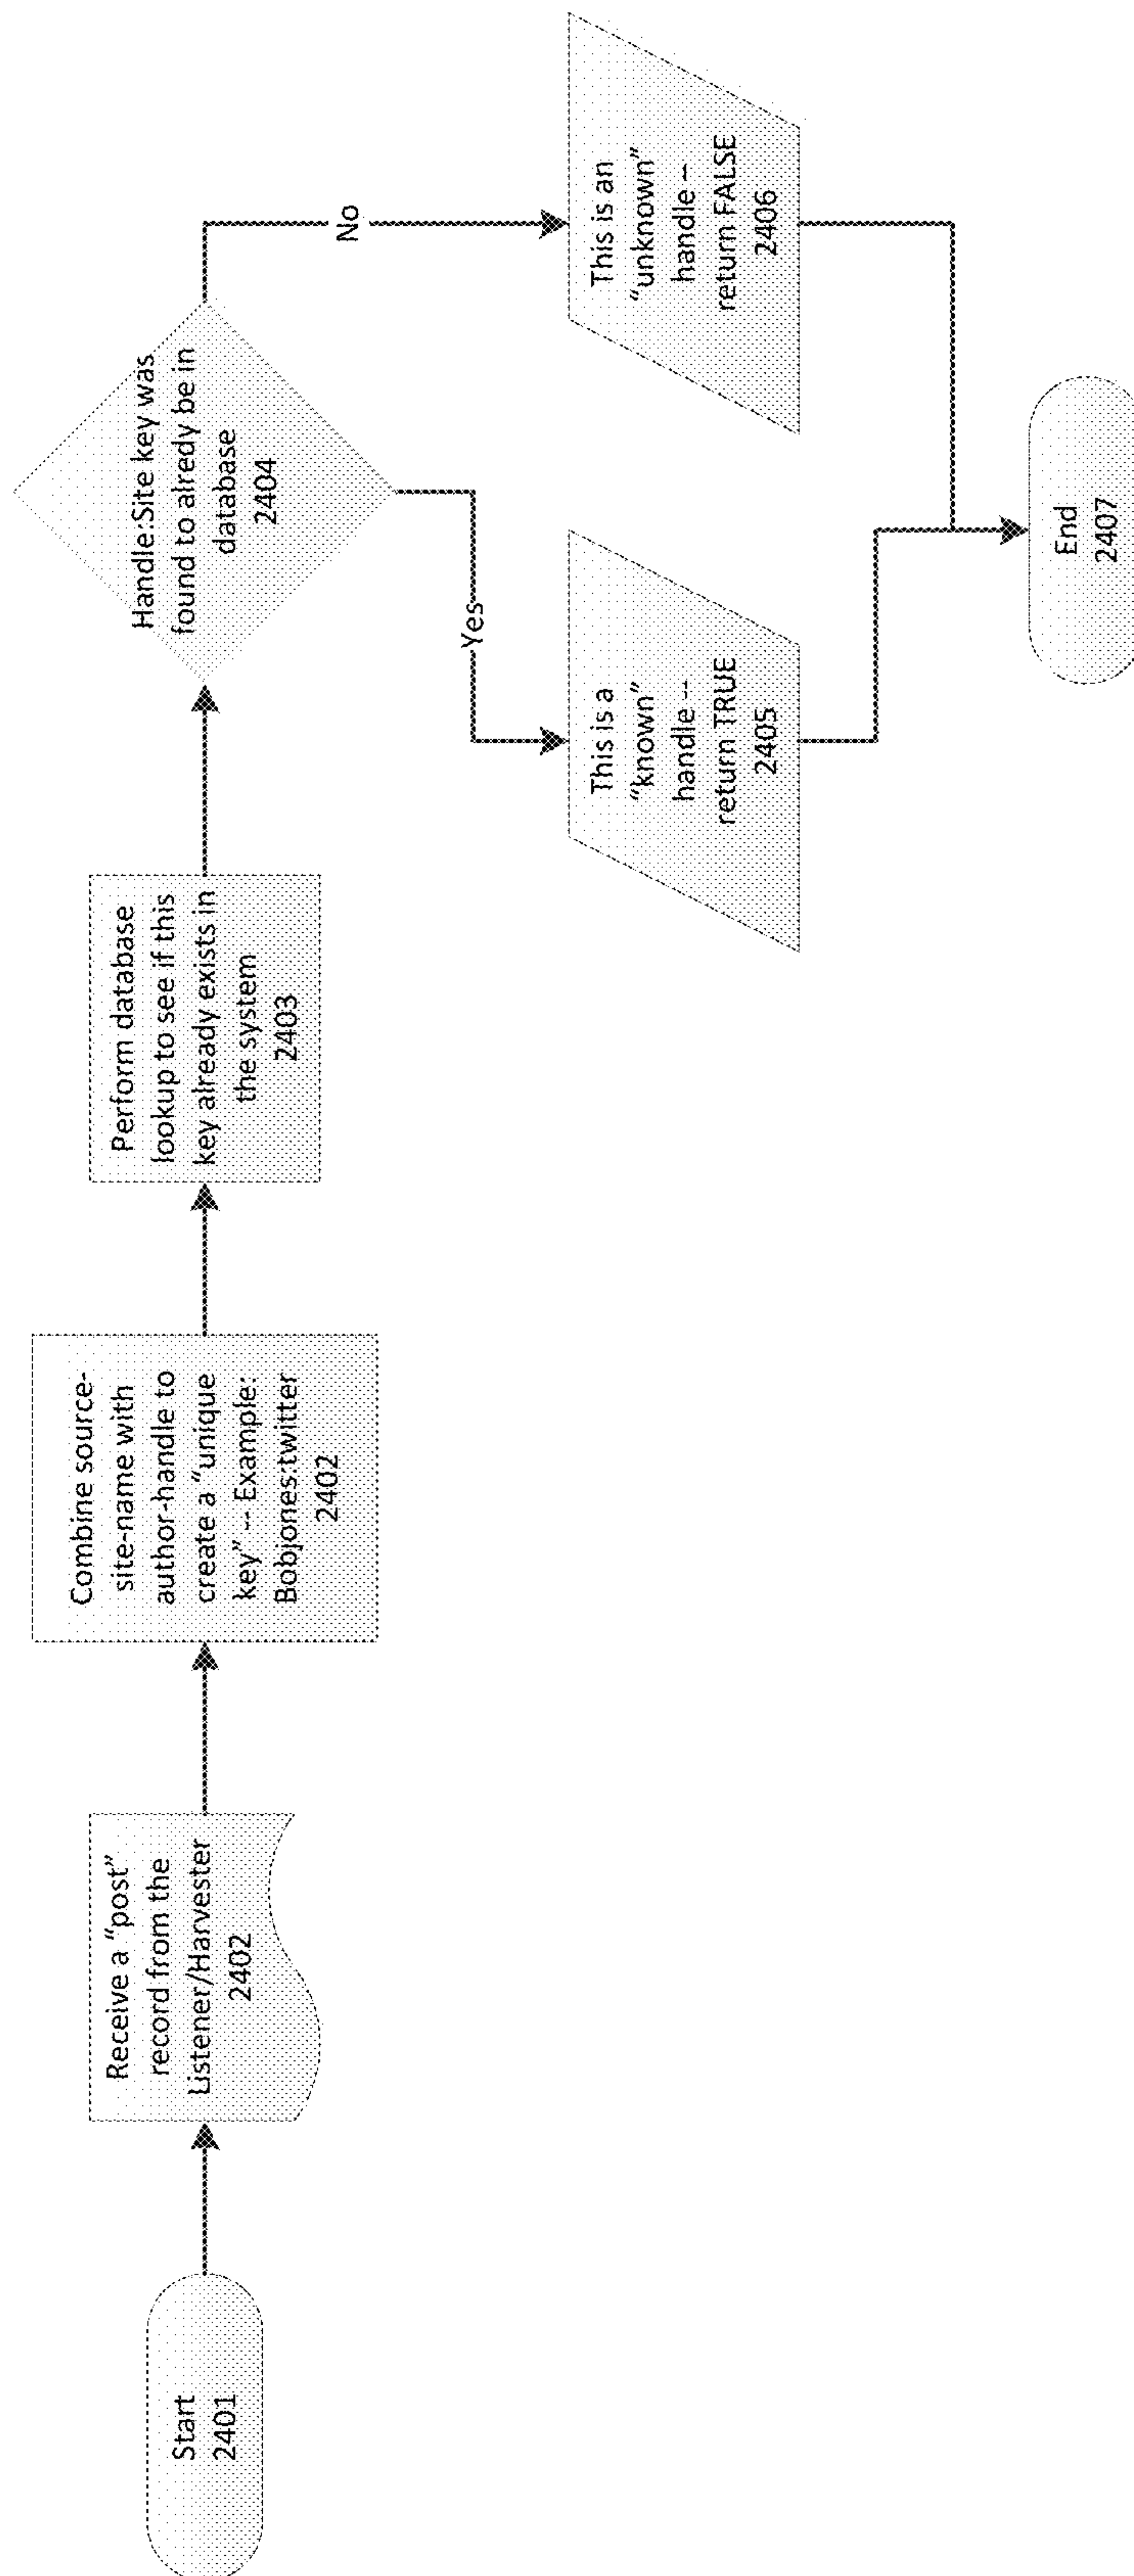 Start
2401
Receive a “post”
record from the
Listener/Harvester
2402
Combine source-
site-name with
author-handle to
create a “unique
key” -- Example:
Bobjones:twitter
2402
Perform database
lookup to see if this
key already exists in
the system
2403
Handle:Site key was
found to alredy be in
database
2404
Yes
No
This is a
“known”
handle --
return TRUE
2405
This is an
“unknown”
handle --
return FALSE
2406
End
2407